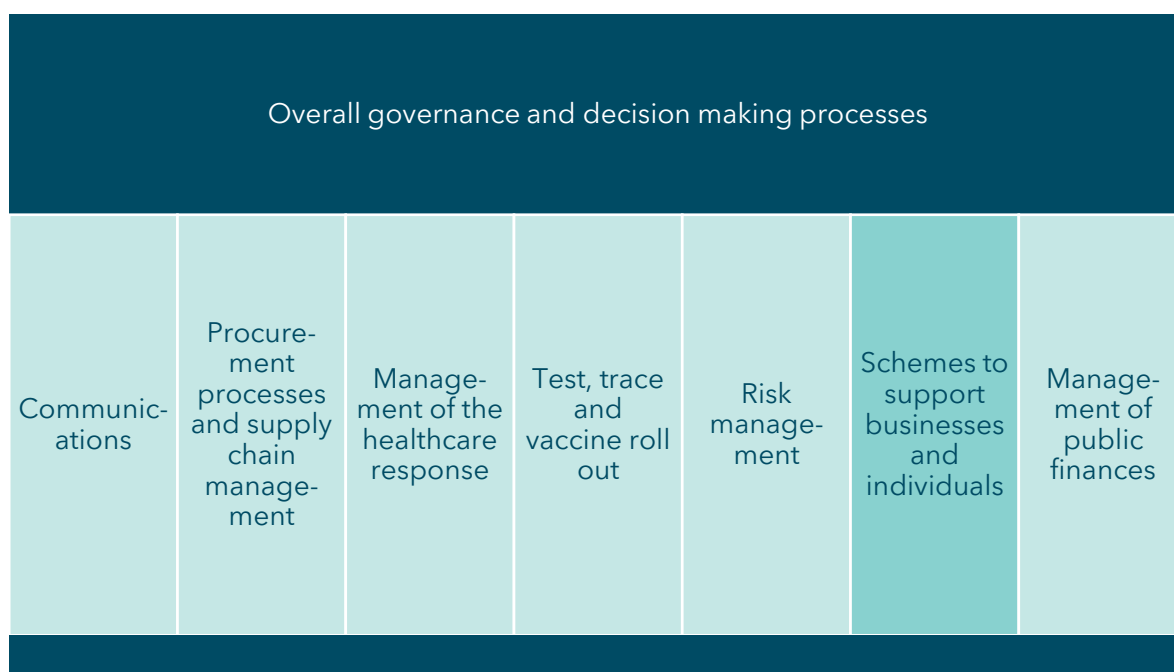 Overall governance and decision making processes
Communic-
ations
Procure-
ment
processes
and supply
chain
manage-
ment
Manage-
ment of the
healthcare
response
Test, trace
and
vaccine roll
out
Risk
manage-
ment
Schemes to
support
businesses
and
individuals
Manage-
ment of
public
finances